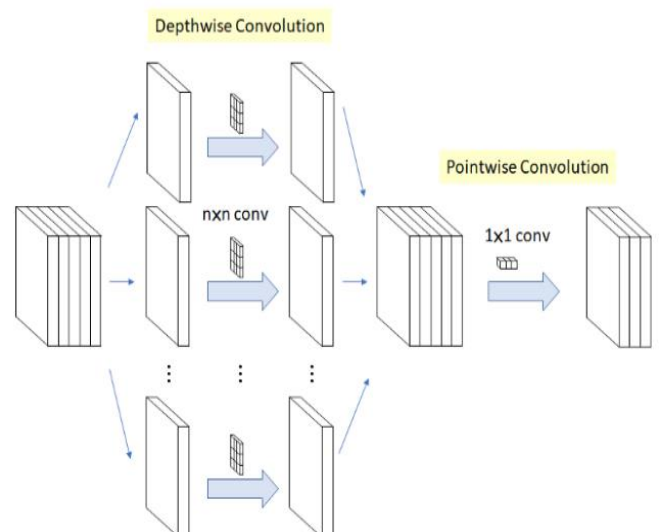 Depthwise Convolution
Pointwise Convolution
nxn conv
1x1 conv